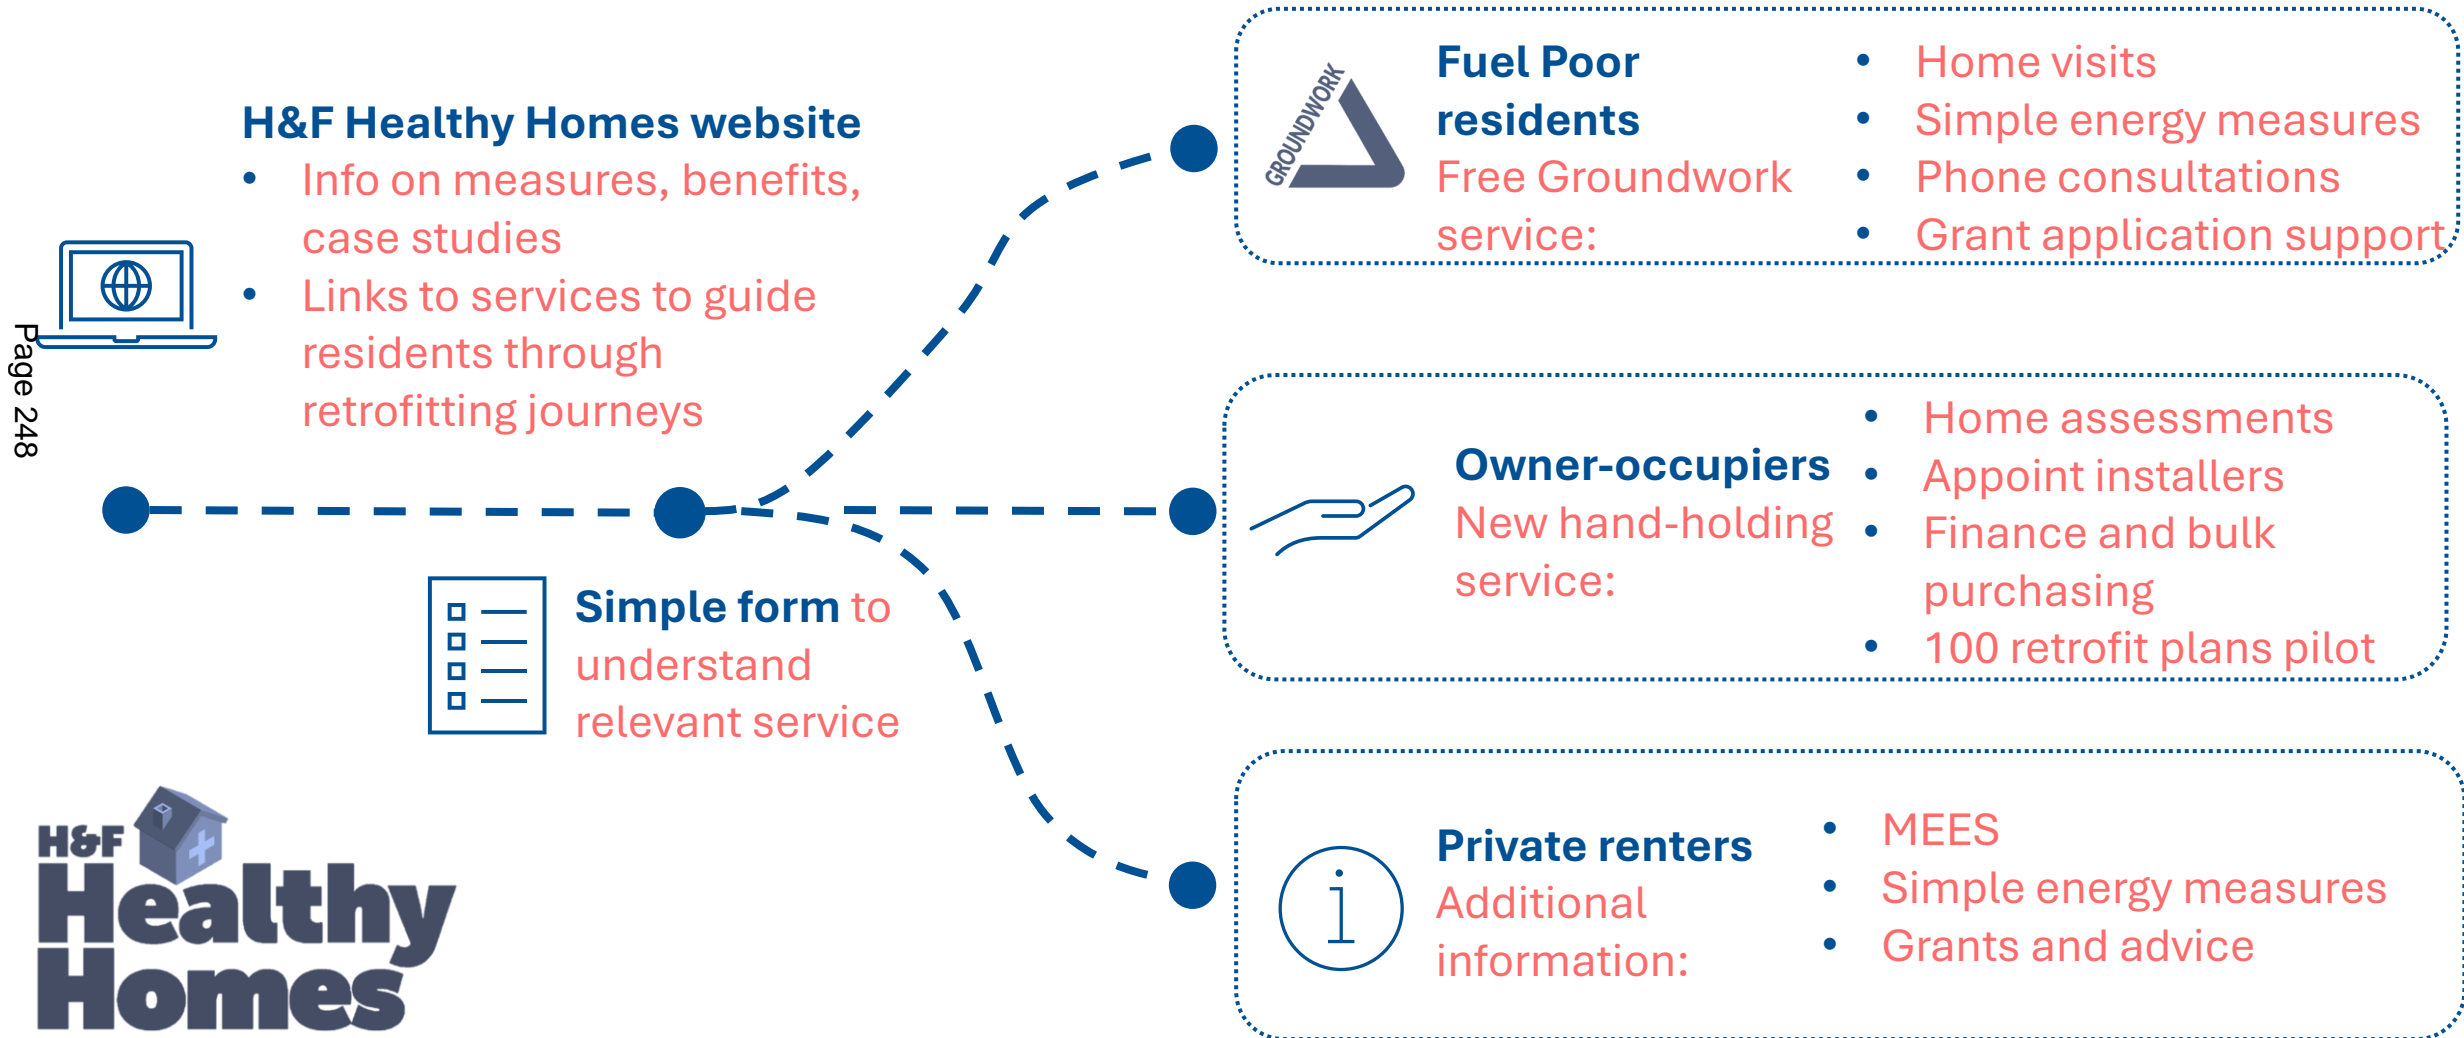 H&F Healthy Homes website
• Info on measures, benefits,
case studies
• Links to services to guide
residents through
retrofitting journeys
Page 248
Simple form to
understand
relevant service
H&F
Healthy
Homes
GROUNDWORK
Fuel Poor
residents
Free Groundwork
service:
• Home visits
• Simple energy measures
• Phone consultations
• Grant application support
Owner-occupiers
New hand-holding
service:
• Home assessments
• Appoint installers
• Finance and bulk
purchasing
• 100 retrofit plans pilot
i
Private renters
Additional
information:
• MEES
• Simple energy measures
• Grants and advice